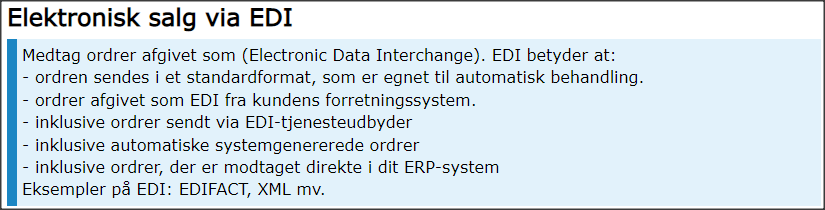 Elektronisk salg via EDI
Medtag ordrer afgivet som (Electronic Data Interchange). EDI betyder at:
- ordren sendes i et standardformat, som er egnet til automatisk behandling.
- ordrer afgivet som EDI fra kundens forretningssystem.
- inklusive ordrer sendt via EDI-tjenesteudbyder
- inklusive automatiske systemgenererede ordrer
- inklusive ordrer, der er modtaget direkte i dit ERP-system
Eksempler på EDI: EDIFACT, XML mv.